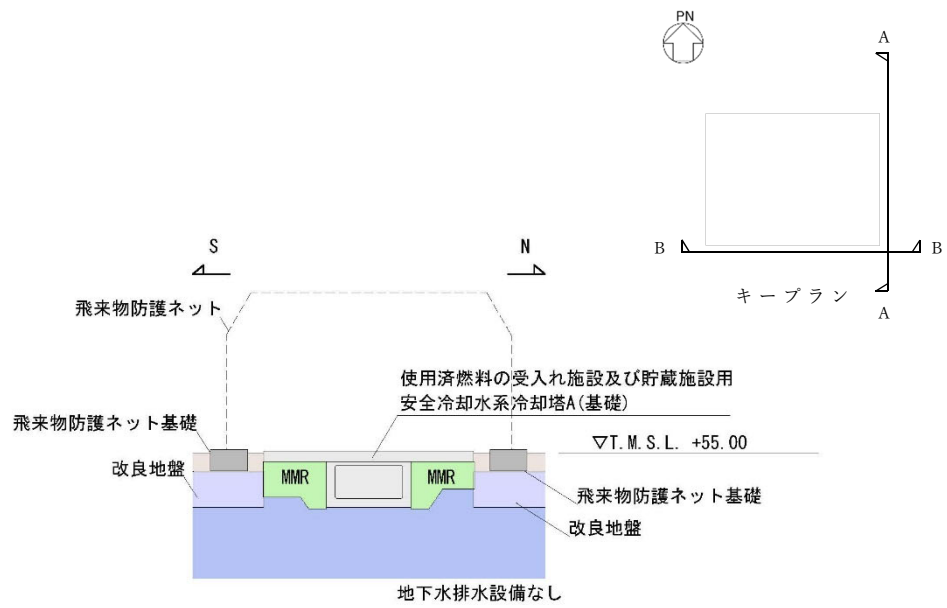 PN
A
B
B
キープラン
A
S
N
飛来物防護ネット
使用済燃料の受入れ施設及び貯蔵施設用
安全冷却水系冷却塔A(基礎)
飛来物防護ネット基礎
▽T.M.S.L. +55.00
改良地盤
MMR
MMR
飛来物防護ネット基礎
改良地盤
地下水排水設備なし